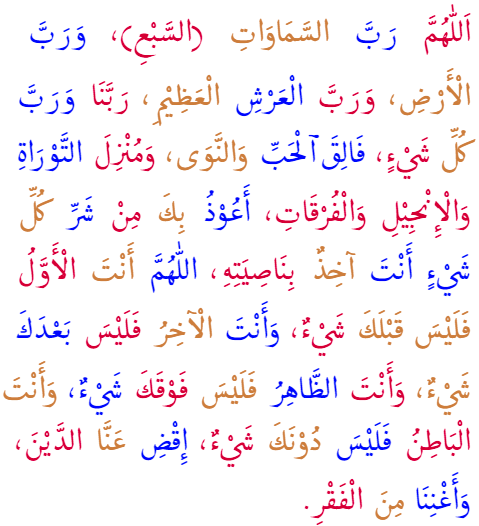 اَللّٰهُمَّ رَبَّ السَّمَاوَاتِ (السَّبْعِ)، وَرَبَّ
الْأَرْضِ، وَرَبَّ الْعَرْشِ الْعَظِيْمِ، رَبَّنَا وَرَبَّ
كُلِّ شَيْءٍ، فَالِقَ الْحَبِّ وَالنَّوَى، وَمُنْزِلَ التَّوْرَاةِ
وَالْإِنْجِيْلِ وَالْفُرْقَاتِ، أَعُوْذُ بِكَ مِنْ شَرِّ كُلِّ
شَيْءٍ أَنْتَ آخِذٌ بِنَاصِيَتِهِ، اللّٰهُمَّ أَنْتَ الْأَوَّلُ
فَلَيْسَ قَبْلَكَ شَيْءٌ، وَأَنْتَ الْآخِرُ فَلَيْسَ بَعْدَكَ
شَيْءٌ، وَأَنْتَ الظَّاهِرُ فَلَيْسَ فَوْقَكَ شَيْءٌ، وَأَنْتَ
الْبَاطِنُ فَلَيْسَ دُوْنَكَ شَيْءٌ، إِقْضِ عَنَّا الدَّيْنَ،
وَأَغْنِنَا مِنَ الْفَقْرِ.